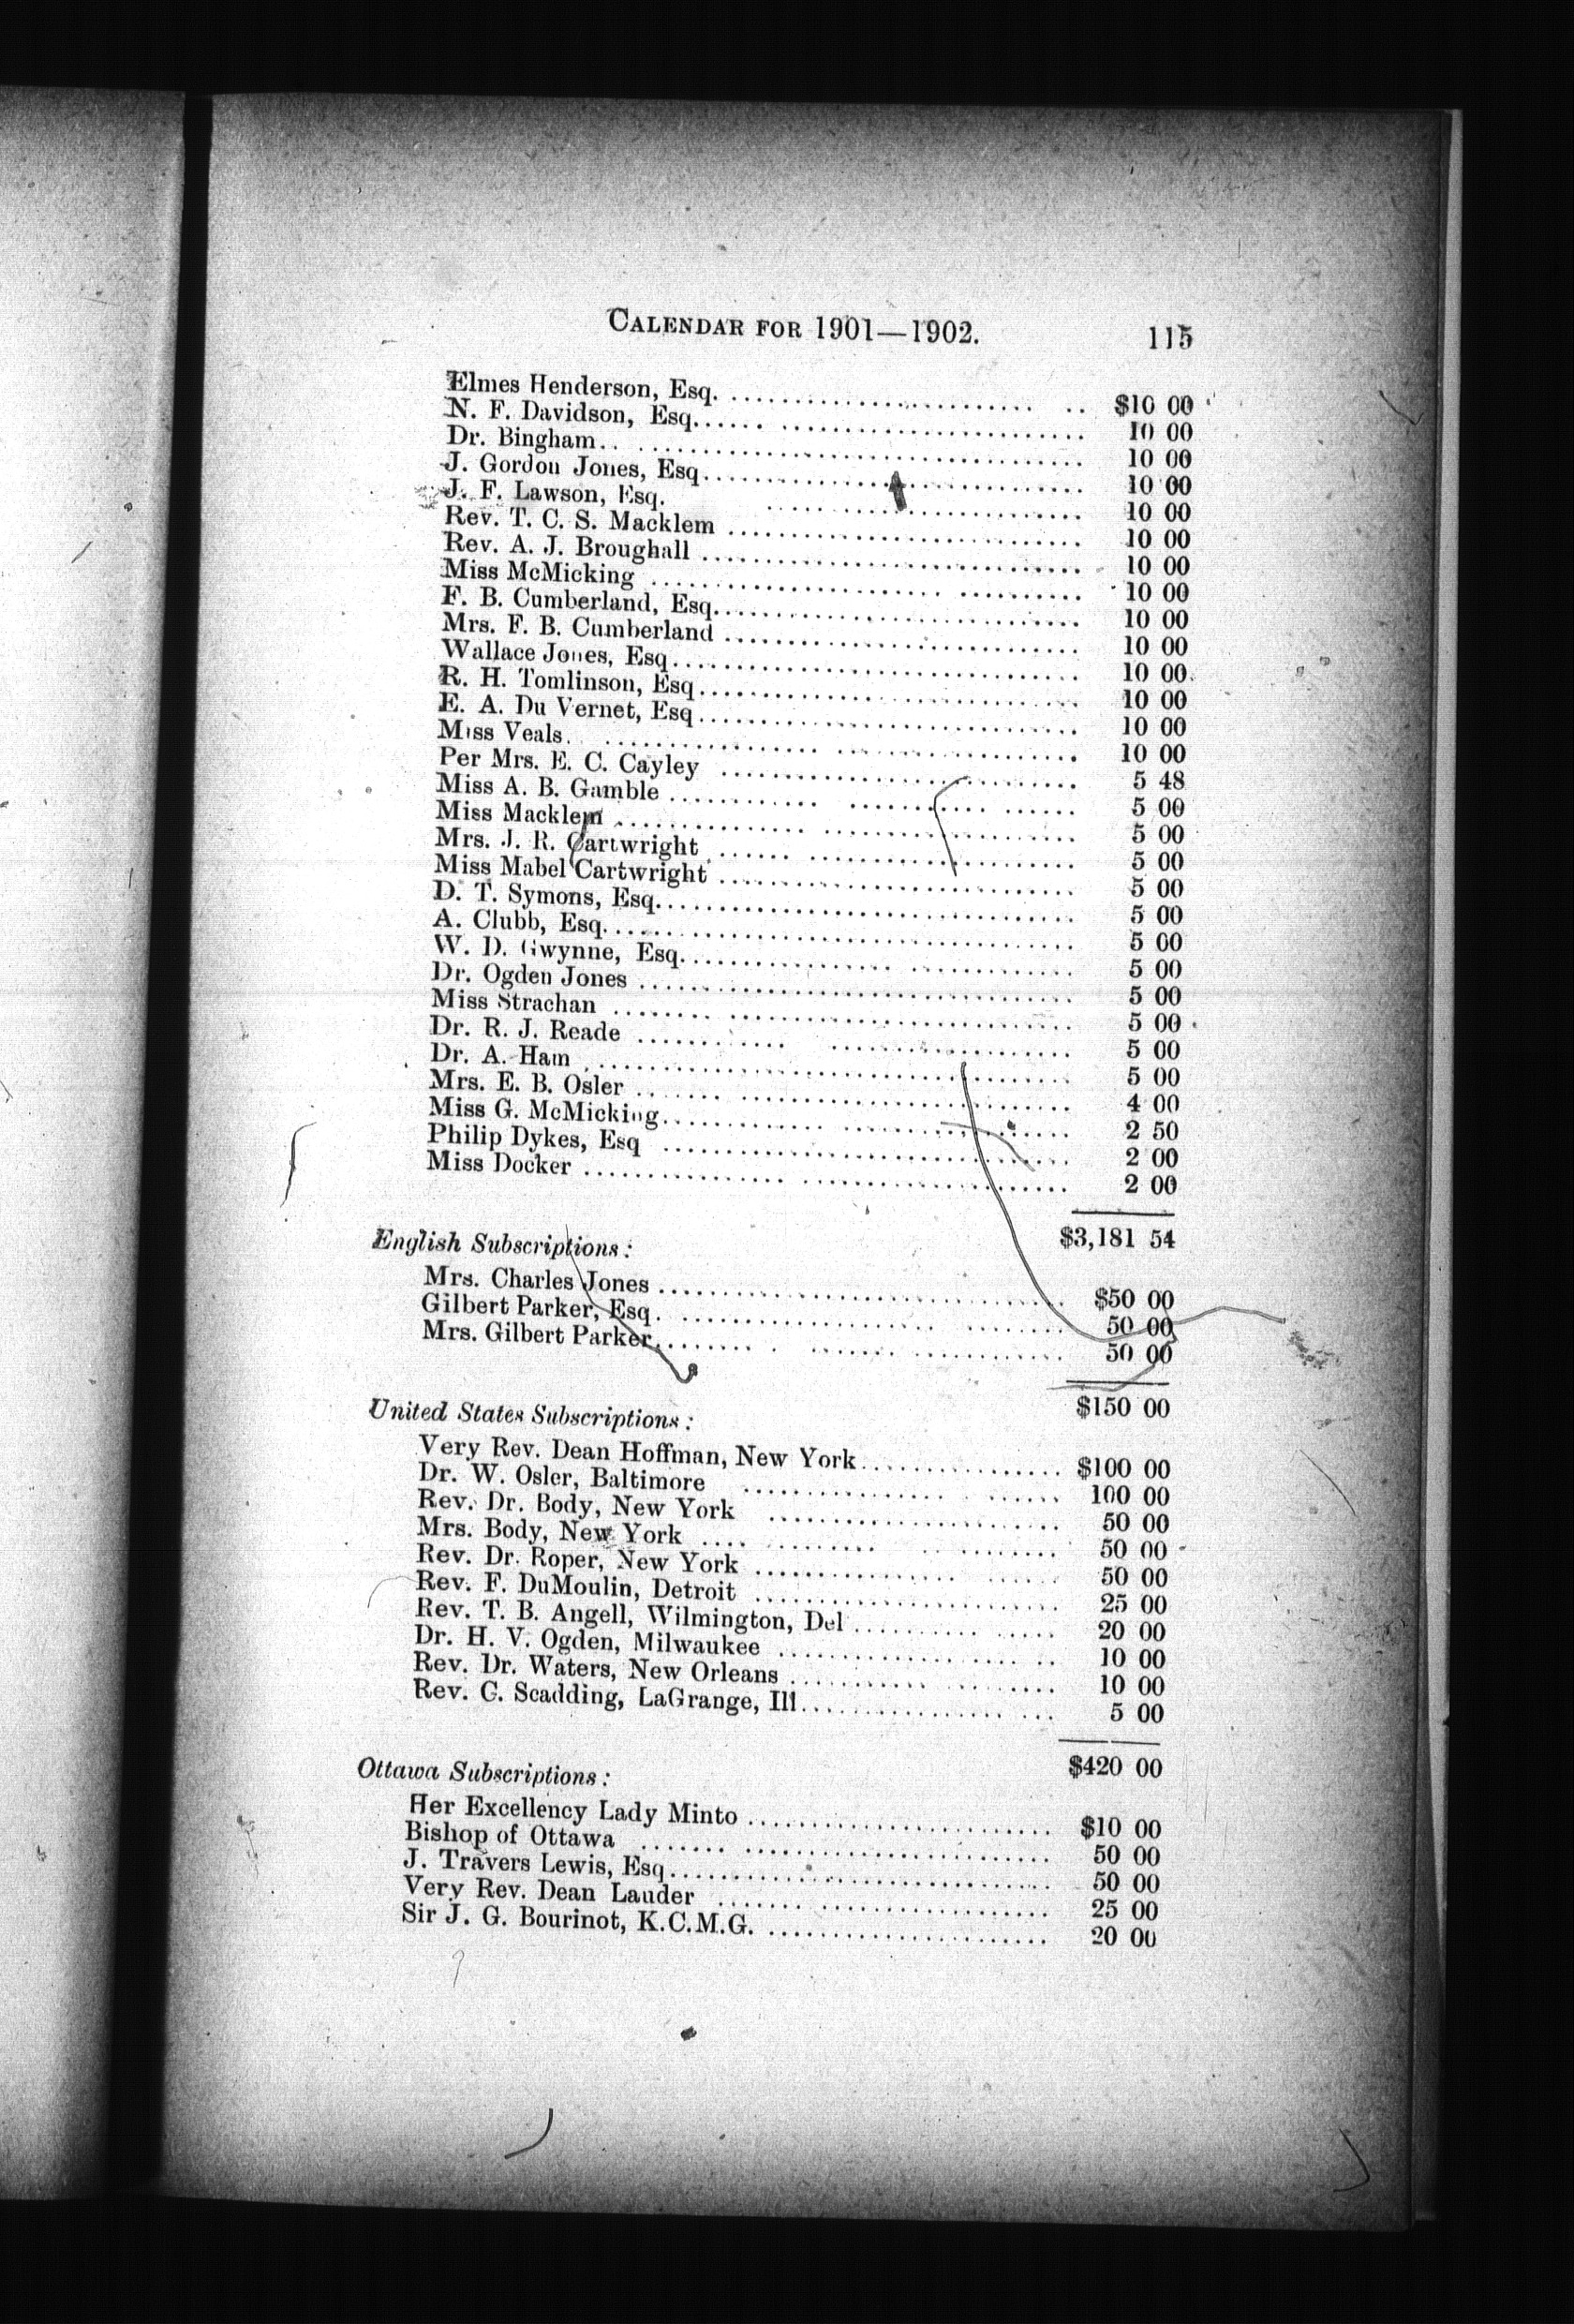 CALENDAR FOR 1901—1902. 115
Elmes Henderson, Esq. $10 00
N. F. Davidson, Esq. 10 00
Dr. Bingham 10 00
J. Gordon Jones, Esq. 10 00
J. F. Lawson, Esq. 10 00
Rev. T. C. S. Macklem 10 00
Rev. A. J. Broughall 10 00
Miss McMicking 10 00
F. B. Cumberland, Esq. 10 00
Mrs. F. B. Cumberland 10 00
Wallace Jones, Esq. 10 00
R. H. Tomlinson, Esq. 10 00
E. A. Du Vernet, Esq. 10 00
Miss Veals. 10 00
Per Mrs. E. C. Cayley 5 48
Miss A. B. Gamble 5 00
Miss Macklem 5 00
Mrs. J. R. Cartwright 5 00
Miss Mabel Cartwright 5 00
D. T. Symons, Esq. 5 00
A. Clubb, Esq. 5 00
W. D. Gwynne, Esq. 5 00
Dr. Ogden Jones 5 00
Miss Strachan 5 00
Dr. R. J. Reade 5 00
Dr. A. Ham 5 00
Mrs. E. B. Osler 4 00
Miss G. McMicking 2 50
Philip Dykes, Esq 2 00
Miss Docker 2 00
$3,181 54
English Subscriptions:
Mrs. Charles Jones $50 00
Gilbert Parker, Esq. 50 00
Mrs. Gilbert Parker 50 00
$150 00
United States Subscriptions:
Very Rev. Dean Hoffman, New York $100 00
Dr. W. Osler, Baltimore 100 00
Rev. Dr. Body, New York 50 00
Mrs. Body, New York 50 00
Rev. Dr. Roper, New York 50 00
Rev. F. DuMoulin, Detroit 25 00
Rev. T. B. Angell, Wilmington, Del 20 00
Dr. H. V. Ogden, Milwaukee 10 00
Rev. Dr. Waters, New Orleans 10 00
Rev. C. Scadding, LaGrange, Ill. 5 00
$420 00
Ottawa Subscriptions:
Her Excellency Lady Minto $10 00
Bishop of Ottawa 50 00
J. Travers Lewis, Esq. 50 00
Very Rev. Dean Lauder 25 00
Sir J. G. Bourinot, K.C.M.G. 20 00